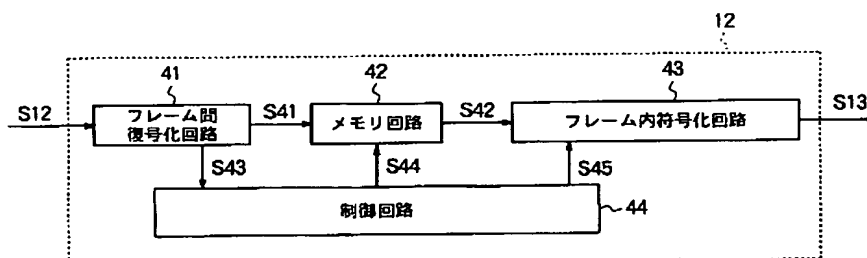 12
41
42
43
S12
フレーム間
復号化回路
S41
メモリ回路
S42
フレーム内符号化回路
S13
S43
S44
S45
制御回路
44